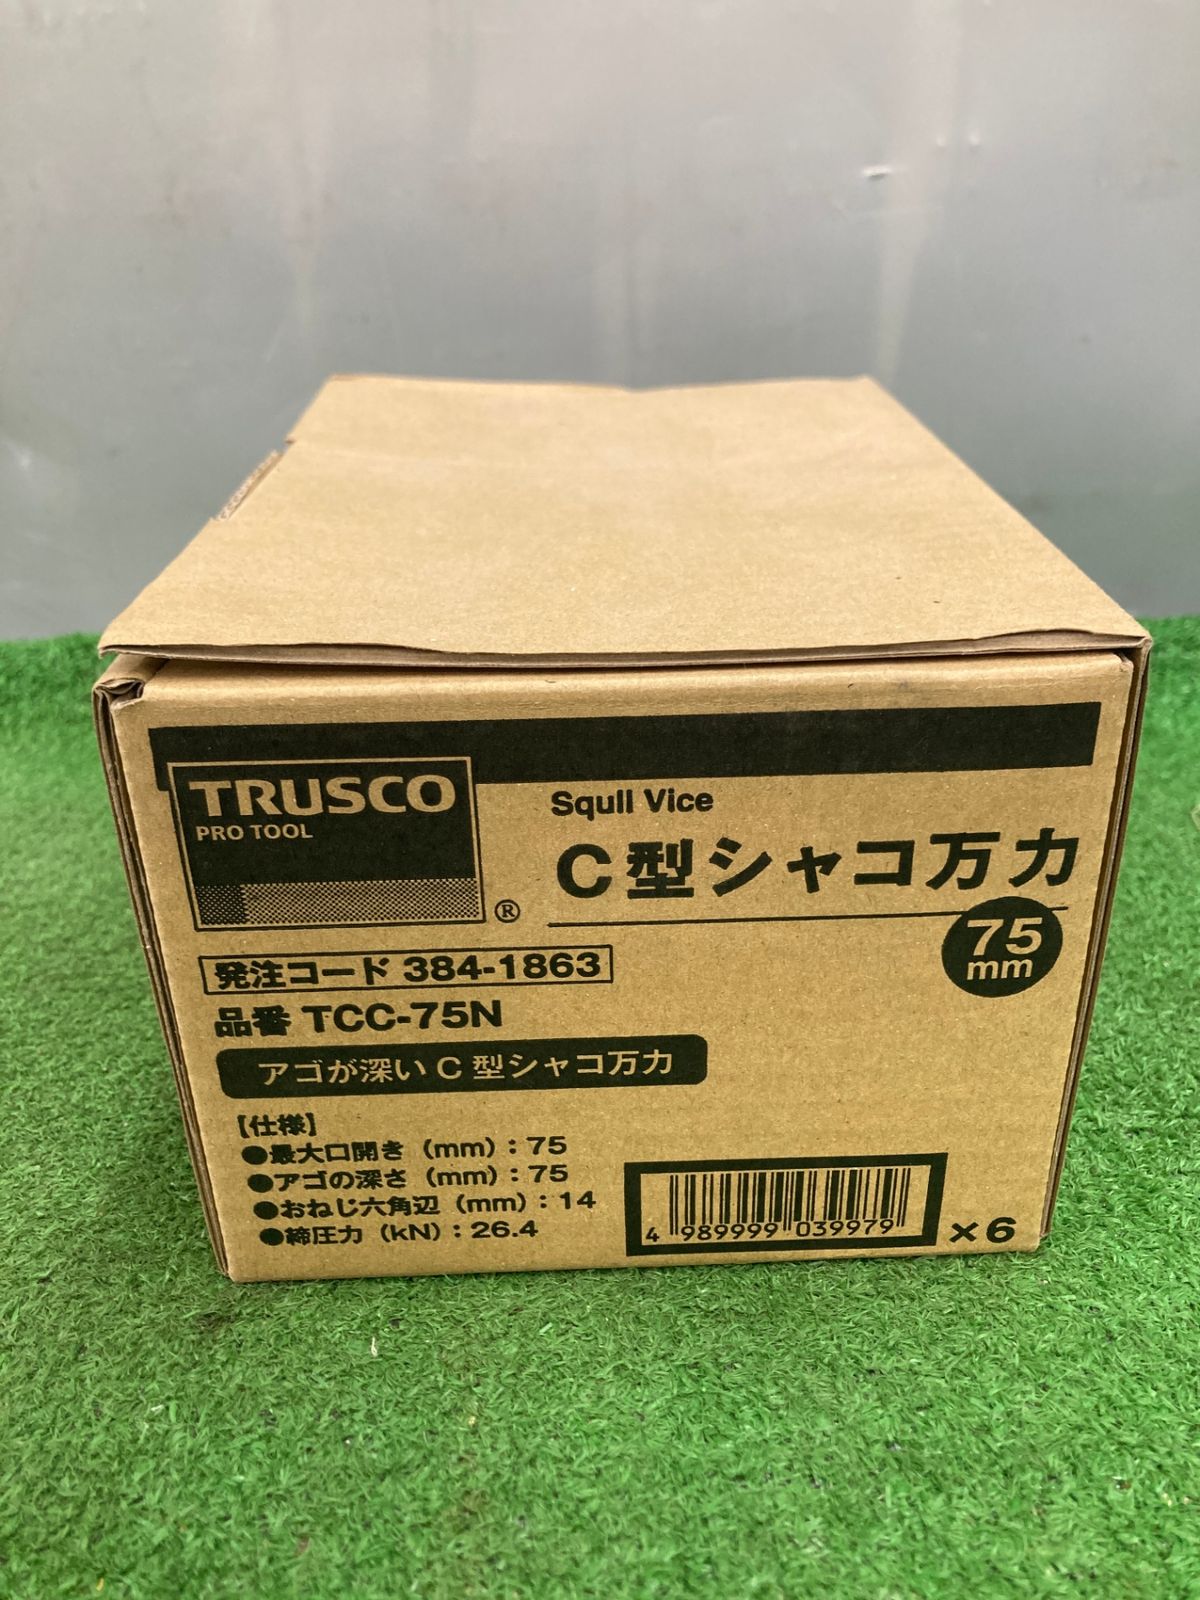 TRUSCO
PRO TOOL
®
Squll Vice
C型シャコ万力
75
mm
発注コード 384-1863
品番 TCC-75N
アゴが深いC型シャコ万力
【仕様】
●最大口開き（mm）：75
●アゴの深さ（mm）：75
●おねじ六角辺（mm）：14
●締圧力（kN）：26.4
4 989999 039979
×6